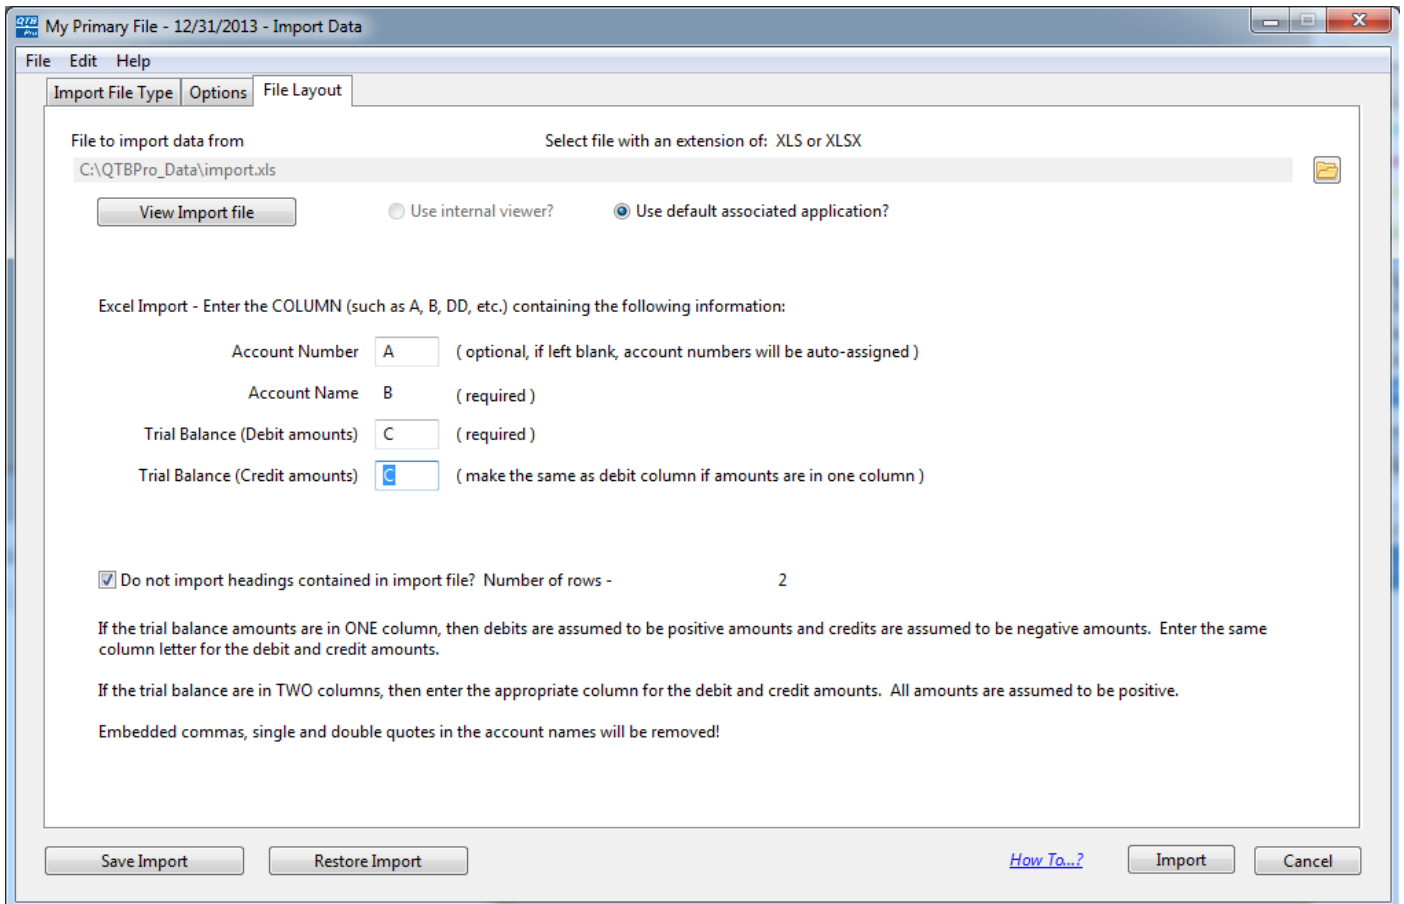 QTB
Pro
My Primary File - 12/31/2013 - Import Data
File Edit Help
Import File Type Options File Layout
File to import data from Select file with an extension of: XLS or XLSX
C:\QTBPro_Data\import.xls
View Import file Use internal viewer? Use default associated application?
Excel Import - Enter the COLUMN (such as A, B, DD, etc.) containing the following information:
Account Number A ( optional, if left blank, account numbers will be auto-assigned )
Account Name B ( required )
Trial Balance (Debit amounts) C ( required )
Trial Balance (Credit amounts) C ( make the same as debit column if amounts are in one column )
Do not import headings contained in import file? Number of rows - 2
If the trial balance amounts are in ONE column, then debits are assumed to be positive amounts and credits are assumed to be negative amounts. Enter the same
column letter for the debit and credit amounts.
If the trial balance are in TWO columns, then enter the appropriate column for the debit and credit amounts. All amounts are assumed to be positive.
Embedded commas, single and double quotes in the account names will be removed!
Save Import Restore Import How To...? Import Cancel